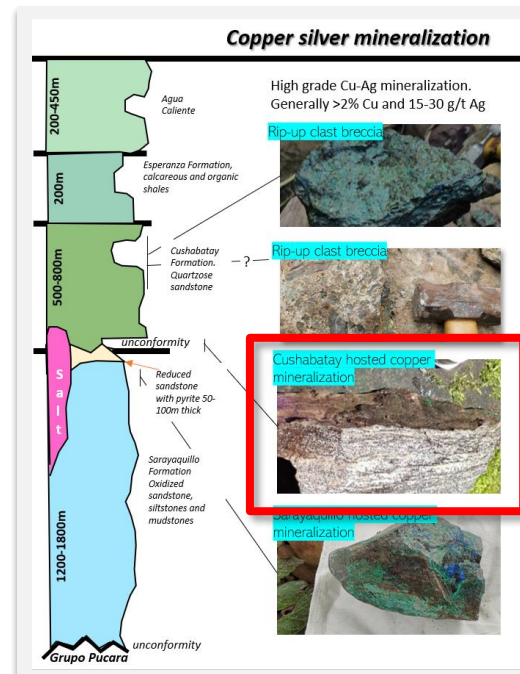 Copper silver mineralization
200-450m
Agua
Caliente
High grade Cu-Ag mineralization.
Generally >2% Cu and 15-30 g/t Ag
Rip-up clast breccia
200m
Esperanza Formation,
calcareous and organic
shales
500-800m
Cushabatay
Formation.
Quartzose
sandstone
?
Rip-up clast breccia
unconformity
Cushabatay hosted copper
mineralization
Salt
Reduced
sandstone
with pyrite 50-
100m thick
Sarayaquillo
Formation
Oxidized
sandstone,
siltstones and
mudstones
1200-1800m
Sarayaquillo hosted copper
mineralization
unconformity
Grupo Pucara